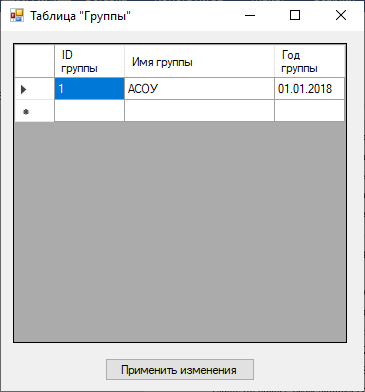 Таблица "Группы"
ID группы
Имя группы
Год группы
1
АСОУ
01.01.2018
Применить изменения